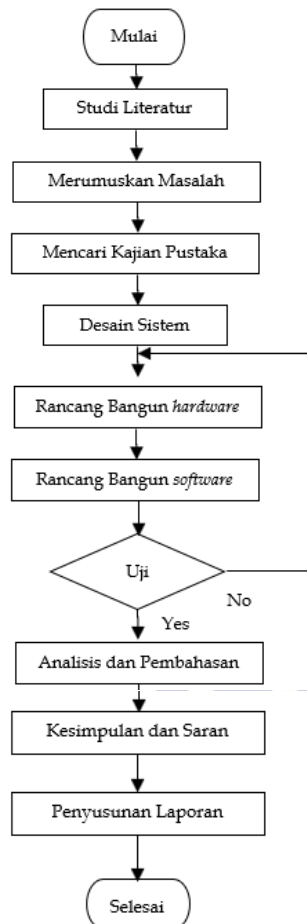 Mulai
Studi Literatur
Merumuskan Masalah
Mencari Kajian Pustaka
Desain Sistem
Rancang Bangun hardware
Rancang Bangun software
Uji
No
Yes
Analisis dan Pembahasan
Kesimpulan dan Saran
Penyusunan Laporan
Selesai